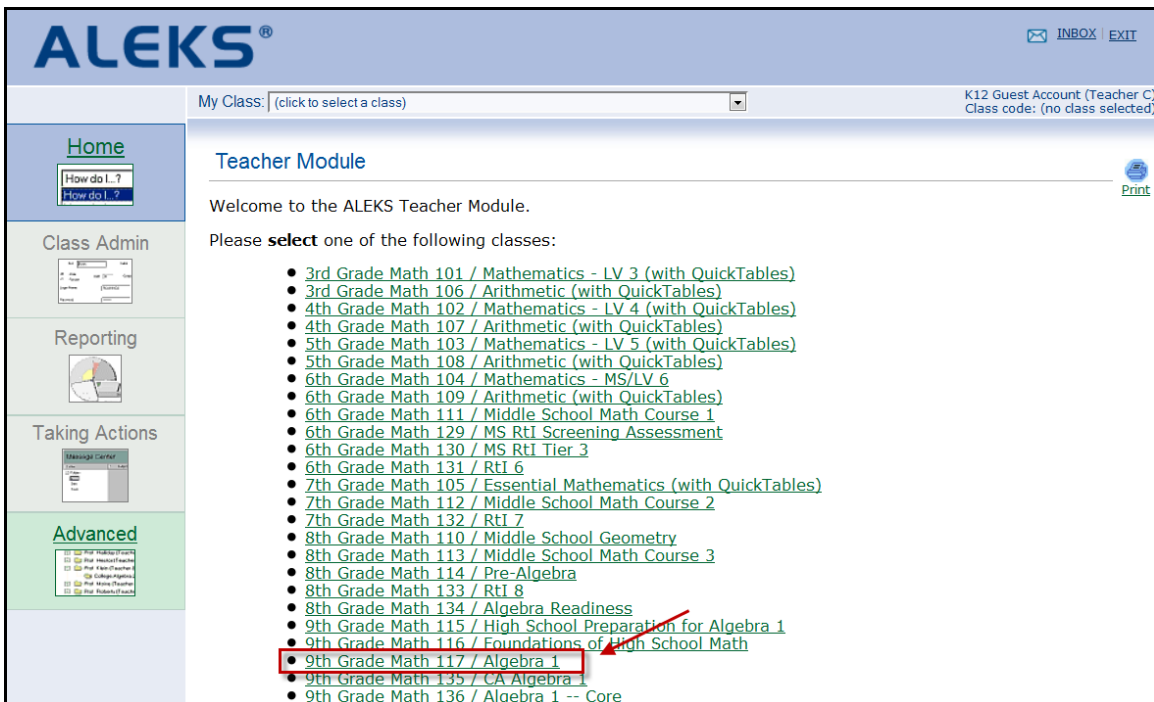 ALEKS®
INBOX | EXIT
My Class: (click to select a class)
K12 Guest Account (Teacher C)
Class code: (no class selected)
Home
How do I...?
How do I...?
Class Admin
Reporting
Taking Actions
Message Center
Advanced
Teacher Module
Print
Welcome to the ALEKS Teacher Module.
Please select one of the following classes:
3rd Grade Math 101 / Mathematics - LV 3 (with QuickTables)
3rd Grade Math 106 / Arithmetic (with QuickTables)
4th Grade Math 102 / Mathematics - LV 4 (with QuickTables)
4th Grade Math 107 / Arithmetic (with QuickTables)
5th Grade Math 103 / Mathematics - LV 5 (with QuickTables)
5th Grade Math 108 / Arithmetic (with QuickTables)
6th Grade Math 104 / Mathematics - MS/LV 6
6th Grade Math 109 / Arithmetic (with QuickTables)
6th Grade Math 111 / Middle School Math Course 1
6th Grade Math 129 / MS RtI Screening Assessment
6th Grade Math 130 / MS RtI Tier 3
6th Grade Math 131 / RtI 6
7th Grade Math 105 / Essential Mathematics (with QuickTables)
7th Grade Math 112 / Middle School Math Course 2
7th Grade Math 132 / RtI 7
8th Grade Math 110 / Middle School Geometry
8th Grade Math 113 / Middle School Math Course 3
8th Grade Math 114 / Pre-Algebra
8th Grade Math 133 / RtI 8
8th Grade Math 134 / Algebra Readiness
9th Grade Math 115 / High School Preparation for Algebra 1
9th Grade Math 116 / Foundations of High School Math
9th Grade Math 117 / Algebra 1
9th Grade Math 135 / CA Algebra 1
9th Grade Math 136 / Algebra 1 -- Core